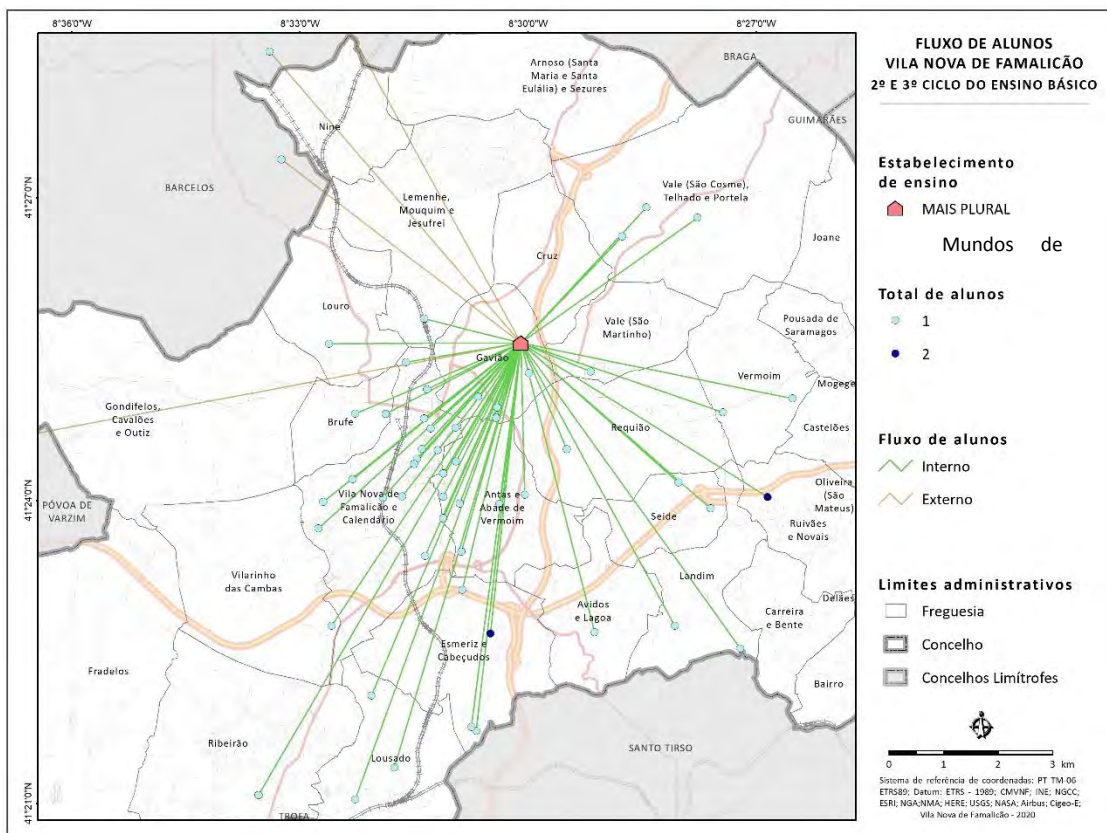 8°36'0"W
8°33'0"W
8°30'0"W
8°27'0"W
41°27'0"N
41°24'0"N
41°21'0"N
BRAGA
GUIMARÃES
BARCELOS
PÓVOA DE
VARZIM
SANTO TIRSO
TROFA
Arnoso (Santa
Maria e Santa
Eulália) e Sezures
Nine
Lemenhe,
Mouquim e
Jesufrei
Vale (São Cosme),
Telhado e Portela
Joane
Cruz
Louro
Vale (São
Martinho)
Pousada de
Saramagos
Gavião
Vermoim
Mogege
Gondifelos,
Cavalões
e Outiz
Brufe
Requião
Castelões
Vila Nova de
Famalicão e
Calendário
Antas e
Abade de
Vermoim
Oliveira
(São
Mateus)
Seide
Ruivães
e Novais
Vilarinho
das Cambas
Landim
Delães
Avidos
e Lagoa
Carreira
e Bente
Esmeriz e
Cabeçudos
Fradelos
Bairro
Ribeirão
Lousado
FLUXO DE ALUNOS
VILA NOVA DE FAMALICÃO
2º E 3º CICLO DO ENSINO BÁSICO
Estabelecimento
de ensino
MAIS PLURAL
Mundos de
Total de alunos
1
2
Fluxo de alunos
Interno
Externo
Limites administrativos
Freguesia
Concelho
Concelhos Limítrofes
0 1 2 3 km
Sistema de referência de coordenadas: PT TM-06
ETRS89; Datum: ETRS - 1989; CMVNF; INE; NGCC;
ESRI; NGA;NMA; HERE; USGS; NASA; Airbus; Cigeo-E;
Vila Nova de Famalicão - 2020